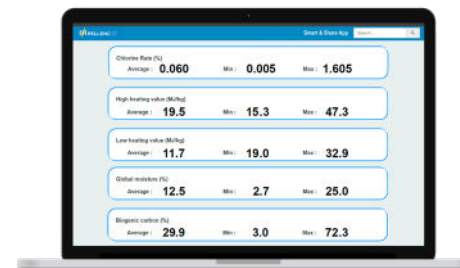 Smart & Share App
Search...
Chlorine Rate (%)
Average : 0.060 Min : 0.005 Max : 1.605
High heating value (MJ/kg)
Average : 19.5 Min : 15.3 Max : 47.3
Low heating value (MJ/kg)
Average : 11.7 Min : 19.0 Max : 32.9
Global moisture (%)
Average : 12.5 Min : 2.7 Max : 25.0
Biogenic carbon (%)
Average : 29.9 Min : 3.0 Max : 72.3